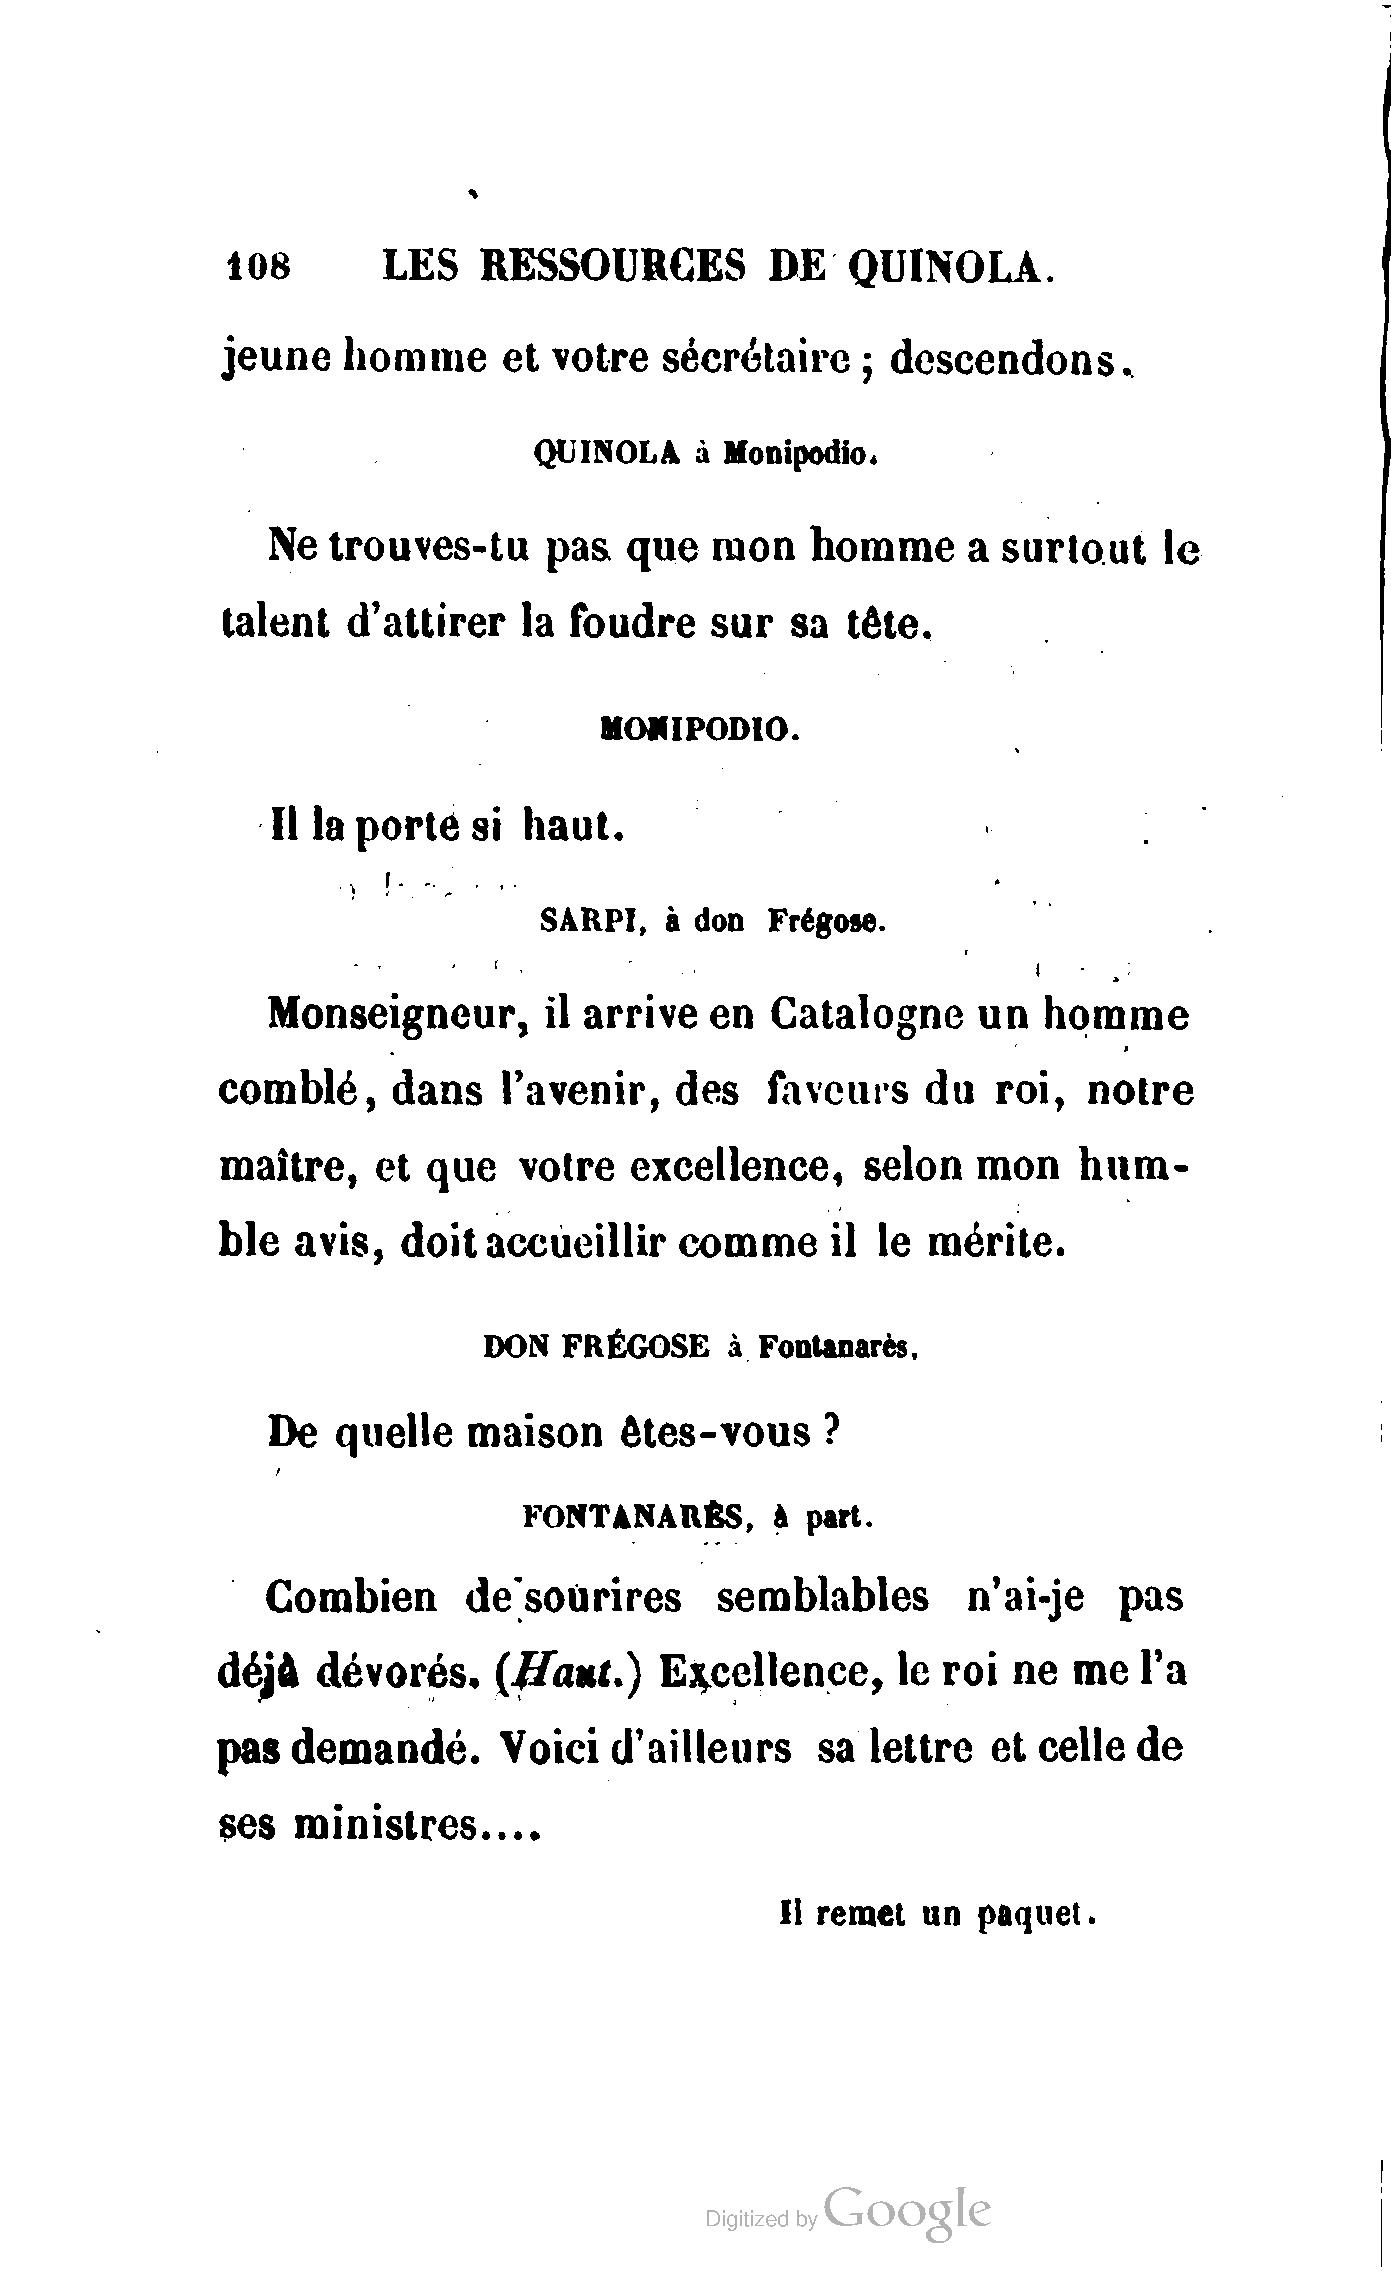 108 LES RESSOURCES DE QUINOLA.
jeune homme et votre sécrétaire ; descendons.
QUINOLA à Monipodio.
Ne trouves-tu pas que mon homme a surtout le
talent d'attirer la foudre sur sa tête.
MONIPODIO.
Il la porte si haut.
SARPI, à don Frégose.
Monseigneur, il arrive en Catalogne un homme
comblé, dans l'avenir, des faveurs du roi, notre
maître, et que votre excellence, selon mon hum-
ble avis, doit accueillir comme il le mérite.
DON FRÉGOSE à Fontanarès.
De quelle maison êtes-vous ?
FONTANARÈS, à part.
Combien de sourires semblables n'ai-je pas
déjà dévorés. (Haut.) Excellence, le roi ne me l'a
pas demandé. Voici d'ailleurs sa lettre et celle de
ses ministres....
Il remet un paquet.
Digitized by Google